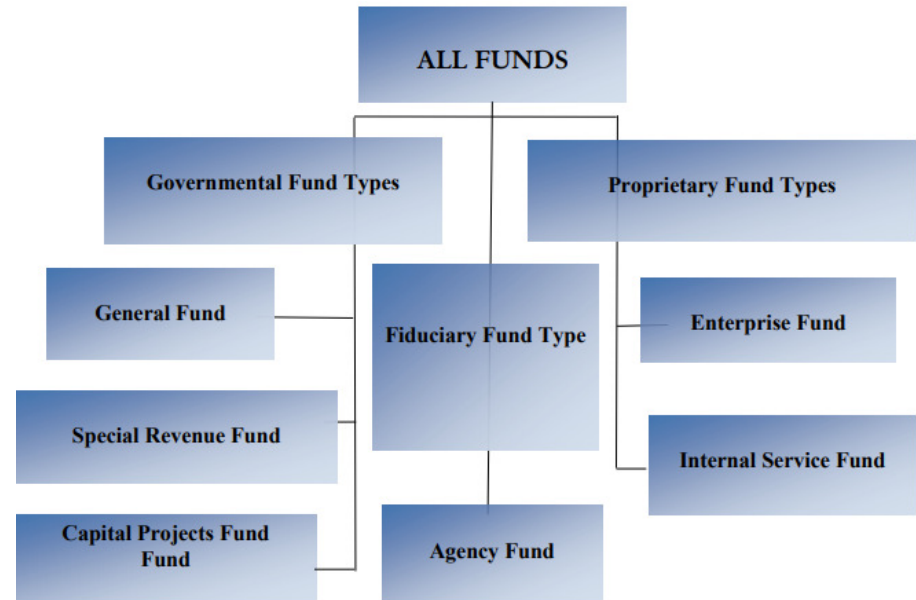 ALL FUNDS
Governmental Fund Types
Proprietary Fund Types
General Fund
Fiduciary Fund Type
Enterprise Fund
Special Revenue Fund
Internal Service Fund
Capital Projects Fund
Fund
Agency Fund